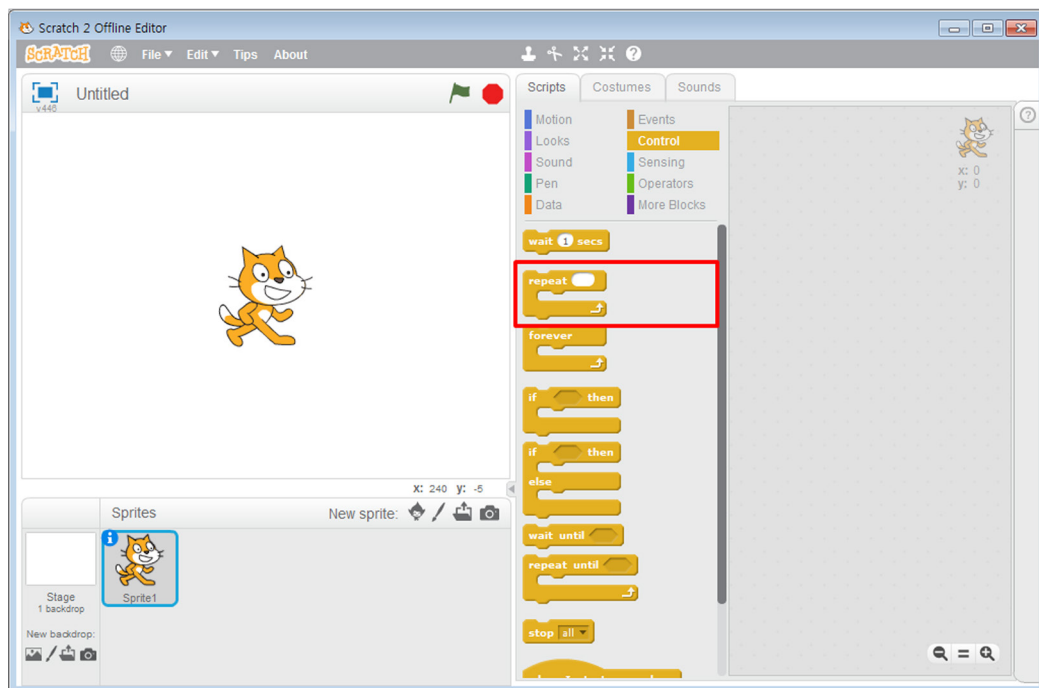 Scratch 2 Offline Editor
SCRATCH File▼ Edit▼ Tips About
v446
Untitled
Scripts Costumes Sounds
Motion Events
Looks Control
Sound Sensing
Pen Operators
Data More Blocks
x: 0
y: 0
wait 1 secs
repeat
forever
if then
if then
else
wait until
repeat until
stop all
X: 240 y: -5
Sprites New sprite:
Stage
1 backdrop
Sprite1
New backdrop: